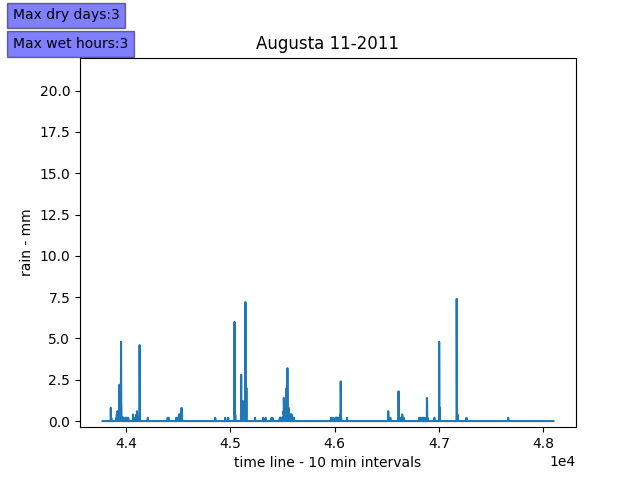 Max dry days:3
Max wet hours:3
Augusta 11-2011
20.0
17.5
15.0
12.5
10.0
7.5
5.0
2.5
0.0
rain - mm
4.4 4.5 4.6 4.7 4.8
time line - 10 min intervals
1e4